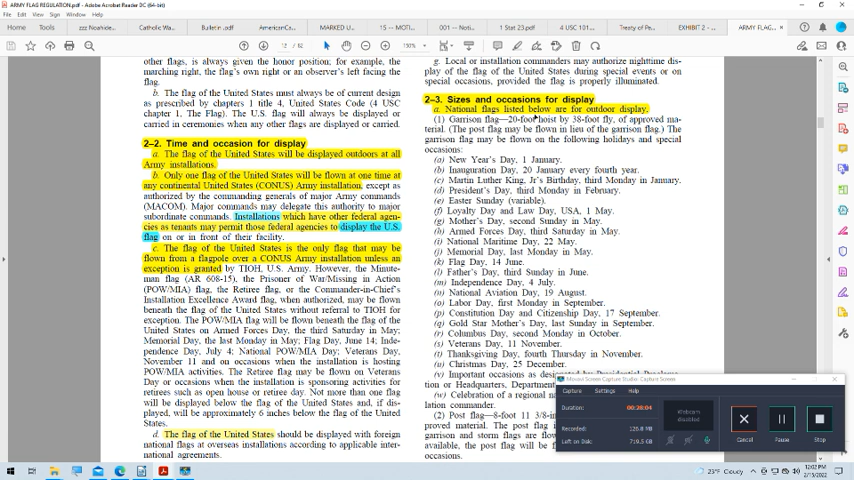 ARMY FLAG REGULATION.pdf - Adobe Acrobat Reader DC (64-bit)
File Edit View Sign Window Help
Home Tools zzz Noahide... Catholic Wa... Bulletin .pdf AmericanCa... MARKED LI... 15 -- MOTI... 001 -- Notic... 1 Stat 23.pdf 4 USC 101... Treaty of Pe... EXHIBIT 2 – ... ARMY FLAG...
12 / 62
130%
other flags, is always given the honor position; for example, the
marching right, the flag's own right or an observer's left facing
the flag.
b. The United States flag must always be of current design
as prescribed by chapters 1 title 4, United States Code (4 USC
chapter 1, The Flag). The U.S. flag will always be displayed
or carried in ceremonies when any other flags are displayed or
carried.
2–2. Time and occasion for display
a. The flag of the United States will be displayed outdoors at all
Army installations.
b. Only one flag of the United States will be flown at one time at
any continental United States (CONUS) Army installation, except as
authorized by the commanding generals of major Army commands
(MACOM). Major commands may delegate this authority to major
subordinate commands. Installations which have other federal agen-
cies as tenants may permit those federal agencies to display the U.S.
flag on or in front of their facility.
c. The flag of the United States is the only flag that may be
flown from a flagpole over a CONUS Army installation unless an
exception is granted by TIOH, U.S. Army. However, the Minute-
man flag (AR 608-15), the Prisoner of War/Missing in Action
(POW/MIA) flag, the Retiree flag, or the Commander-in-Chief's
Installation Excellence Award flag, when authorized, may be flown
beneath the flag of the United States without referral to TIOH for
exception. The POW/MIA flag will be flown beneath the flag of the
United States on Armed Forces Day, the third Saturday in May;
Memorial Day, the last Monday in May; Flag Day, June 14; Inde-
pendence Day, July 4; National POW/MIA Day; Veterans Day,
November 11 and on occasions when the installation is hosting
POW/MIA activities. The Retiree flag may be flown on Veterans
Day or occasions when the installation is sponsoring activities for
retirees such as open house or retiree day. Not more than one flag
will be displayed below the flag of the United States and, if dis-
played, will be approximately 6 inches below the flag of the United
States.
d. The flag of the United States should be displayed with foreign
national flags at overseas installations according to applicable inter-
national agreements.
g. Local or installation commanders may authorize nighttime dis-
play of the flag of the United States during special events or on
special occasions, provided the flag is properly illuminated.
2–3. Sizes and occasions for display
a. National flags listed below are for outdoor display.
(1) Garrison flag—20-foot hoist by 38-foot fly, of approved ma-
terial. (The post flag may be flown in lieu of the garrison flag.) The
garrison flag may be flown on the following holidays and special
occasions:
(a) New Year's Day, 1 January.
(b) Inauguration Day, 20 January every fourth year.
(c) Martin Luther King, Jr's Birthday, third Monday in January.
(d) President's Day, third Monday in February.
(e) Easter Sunday (variable).
(f) Loyalty Day and Law Day, USA, 1 May.
(g) Mother's Day, second Sunday in May.
(h) Armed Forces Day, third Saturday in May.
(i) National Maritime Day, 22 May.
(j) Memorial Day, last Monday in May.
(k) Flag Day, 14 June.
(l) Father's Day, third Sunday in June.
(m) Independence Day, 4 July.
(n) National Aviation Day, 19 August.
(o) Labor Day, first Monday in September.
(p) Constitution Day and Citizenship Day, 17 September.
(q) Gold Star Mother's Day, last Sunday in September.
(r) Columbus Day, second Monday in October.
(s) Veterans Day, 11 November.
(t) Thanksgiving Day, fourth Thursday in November.
(u) Christmas Day, 25 December.
(v) Important occasions as designated by Presidential Proclama-
tion or Headquarters, Department
(w) Celebration of a regional
lation commander.
(2) Post flag—8-foot 11 3/8-in
proved material. The post flag
garrison and storm flags are flown
available, the post flag will be f
occasions.
Movavi Screen Capture Studio - Capture Screen
Capture Settings Help
Duration: 00:28:04
Recorded: 126.8 MB
Left on Disk: 719.5 GB
Webcam disabled
Cancel Pause Stop
23°F Cloudy
12:02 PM
2/15/2022